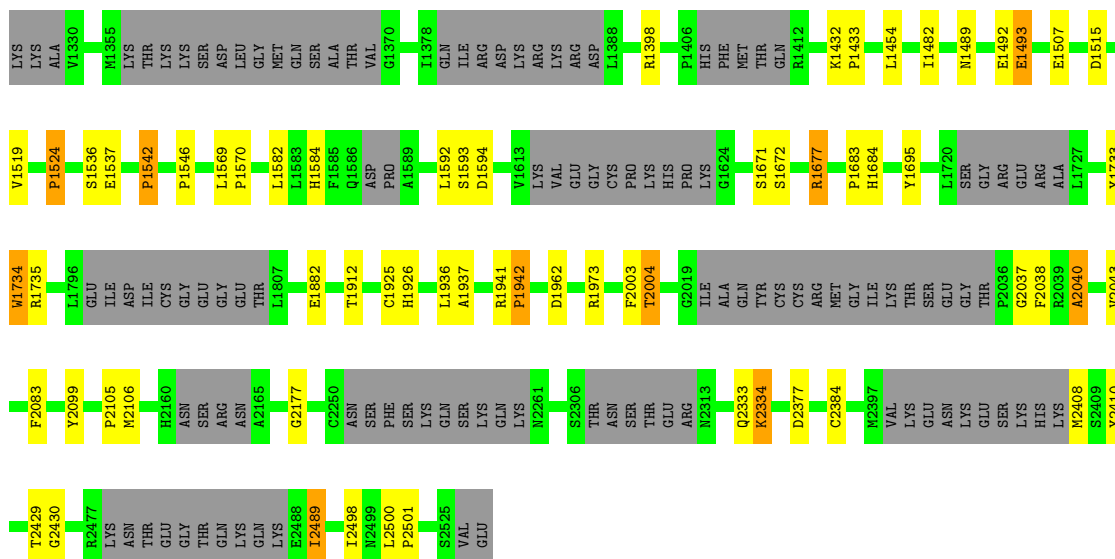 LYS LYS ALA V1330 M1355 LYS THR LYS LYS SER ASP LEU GLY MET GLN SER ALA THR VAL G1370 I1378 GLN ILE ARG ASP LYS ARG LYS ARG ASP L1388 R1398 P1406 HIS PHE MET THR GLN R1412 K1432 P1433 L1454 I1482 N1489 E1492 E1493 E1507 D1515
V1519 P1524 S1536 E1537 P1542 P1546 L1569 P1570 L1582 L1583 H1584 F1585 Q1586 ASP PRO A1589 L1592 S1593 D1594 V1613 LYS VAL GLU GLY CYS PRO LYS HIS PRO LYS G1624 S1671 S1672 R1677 P1683 H1684 Y1695 L1720 SER GLY ARG GLU ARG ALA L1727
W1734 R1735 L1796 GLU ILE ASP ILE CYS GLY GLU GLY GLU THR L1807 E1882 T1912 C1925 H1926 L1936 A1937 R1941 P1942 D1962 R1973 F2003 T2004 G2019 ILE ALA GLN TYR CYS CYS ARG MET GLY ILE LYS THR SER GLU GLY THR P2036 G2037 F2038 R2039 A2040
F2083 Y2099 P2105 M2106 H2160 ASN SER ARG ASN A2165 G2177 C2250 ASN SER PHE SER LYS GLN SER LYS GLN LYS N2261 S2306 THR ASN SER THR GLU ARG N2313 Q2333 K2334 D2377 C2384 M2397 VAL LYS GLU ASN LYS GLU SER LYS HIS LYS M2408 S2409
T2429 G2430 R2477 LYS ASN THR GLU GLY THR GLN LYS GLN LYS E2488 I2489 I2498 N2499 L2500 P2501 S2525 VAL GLU